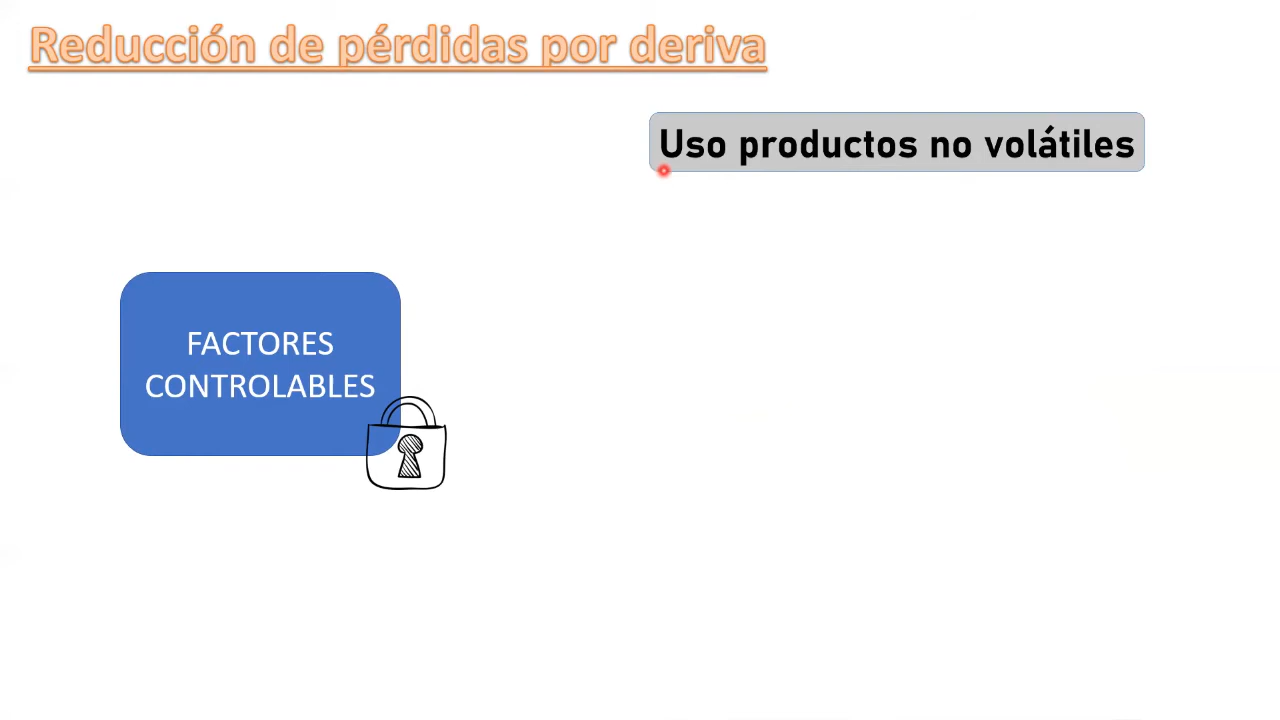 Reducción de pérdidas por deriva
Uso productos no volátiles
FACTORES
CONTROLABLES